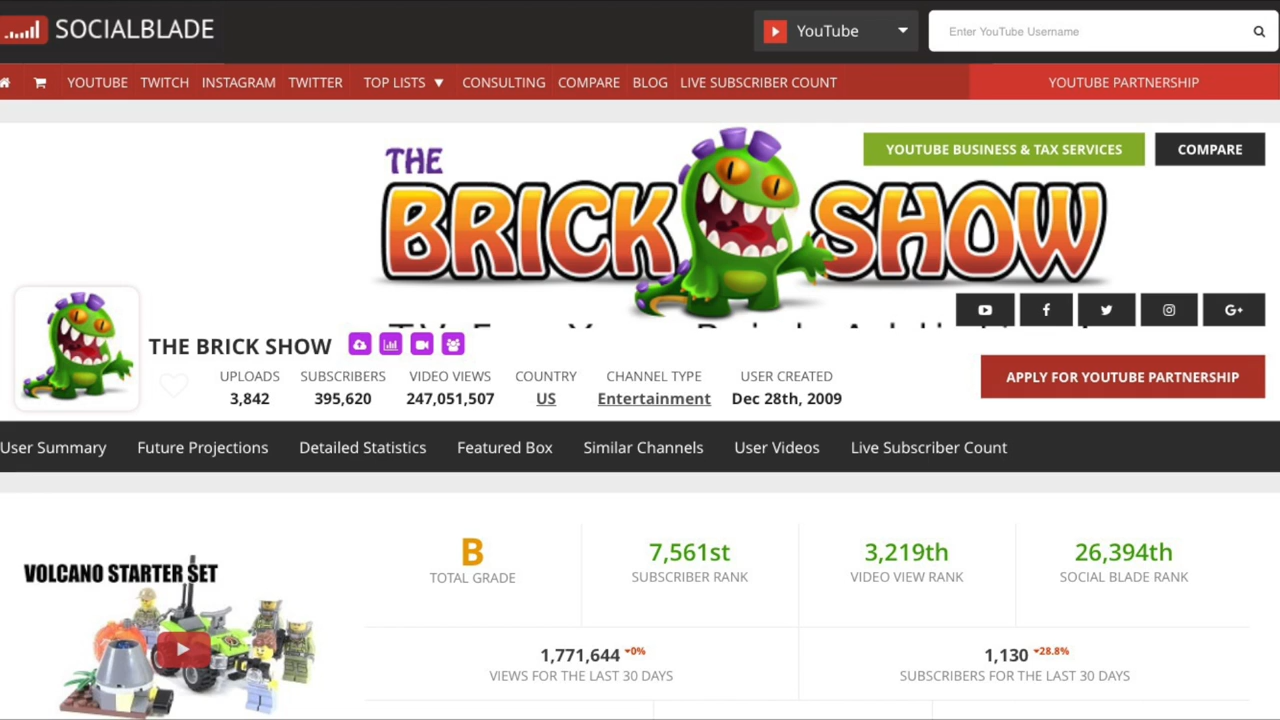 SOCIALBLADE
YouTube
Enter YouTube Username
YOUTUBE TWITCH INSTAGRAM TWITTER TOP LISTS CONSULTING COMPARE BLOG LIVE SUBSCRIBER COUNT YOUTUBE PARTNERSHIP
YOUTUBE BUSINESS & TAX SERVICES COMPARE
THE
BRICK SHOW
THE BRICK SHOW
UPLOADS SUBSCRIBERS VIDEO VIEWS COUNTRY CHANNEL TYPE USER CREATED
3,842 395,620 247,051,507 US Entertainment Dec 28th, 2009
APPLY FOR YOUTUBE PARTNERSHIP
User Summary Future Projections Detailed Statistics Featured Box Similar Channels User Videos Live Subscriber Count
VOLCANO STARTER SET
B 7,561st 3,219th 26,394th
TOTAL GRADE SUBSCRIBER RANK VIDEO VIEW RANK SOCIAL BLADE RANK
1,771,644 0% 1,130 28.8%
VIEWS FOR THE LAST 30 DAYS SUBSCRIBERS FOR THE LAST 30 DAYS